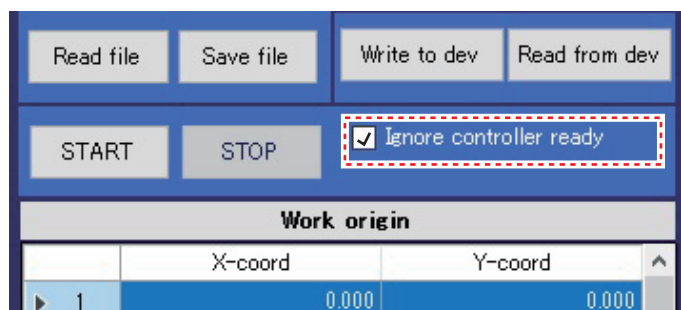 Read file Save file Write to dev Read from dev
START STOP Ignore controller ready
Work origin
X-coord Y-coord
1 0.000 0.000